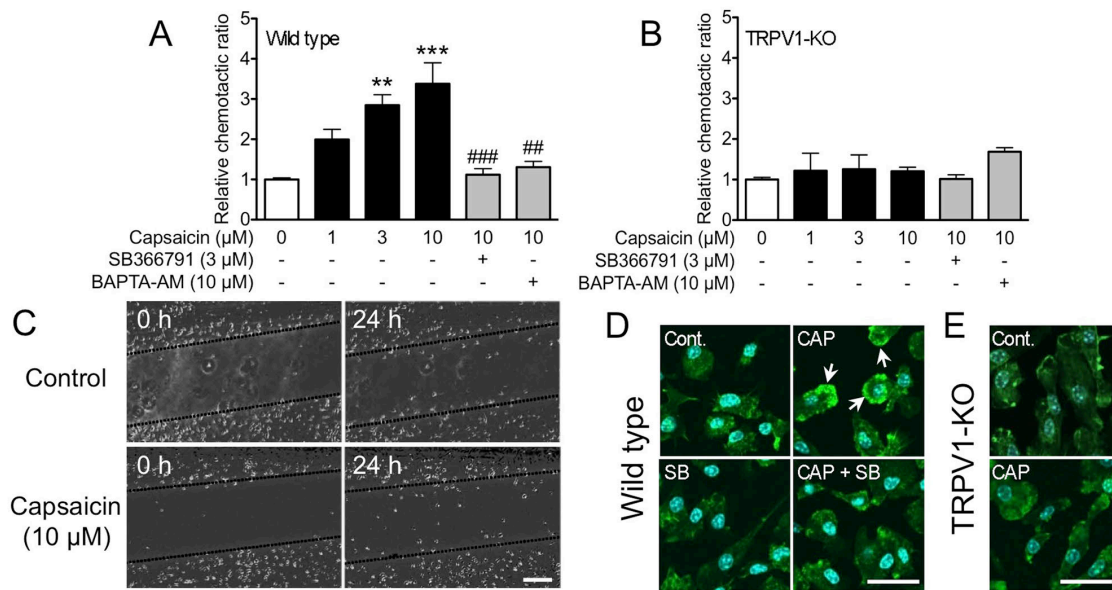 A
Wild type
Relative chemotactic ratio
5
4
3
2
1
0
**
***
###
##
Capsaicin (µM) 0 1 3 10 10 10
SB366791 (3 µM) - - - - + -
BAPTA-AM (10 µM) - - - - - +
B
TRPV1-KO
Relative chemotactic ratio
5
4
3
2
1
0
Capsaicin (µM) 0 1 3 10 10 10
SB366791 (3 µM) - - - - + -
BAPTA-AM (10 µM) - - - - - +
C
Control
0 h
24 h
Capsaicin
(10 µM)
0 h
24 h
D
Wild type
Cont.
CAP
SB
CAP + SB
E
TRPV1-KO
Cont.
CAP